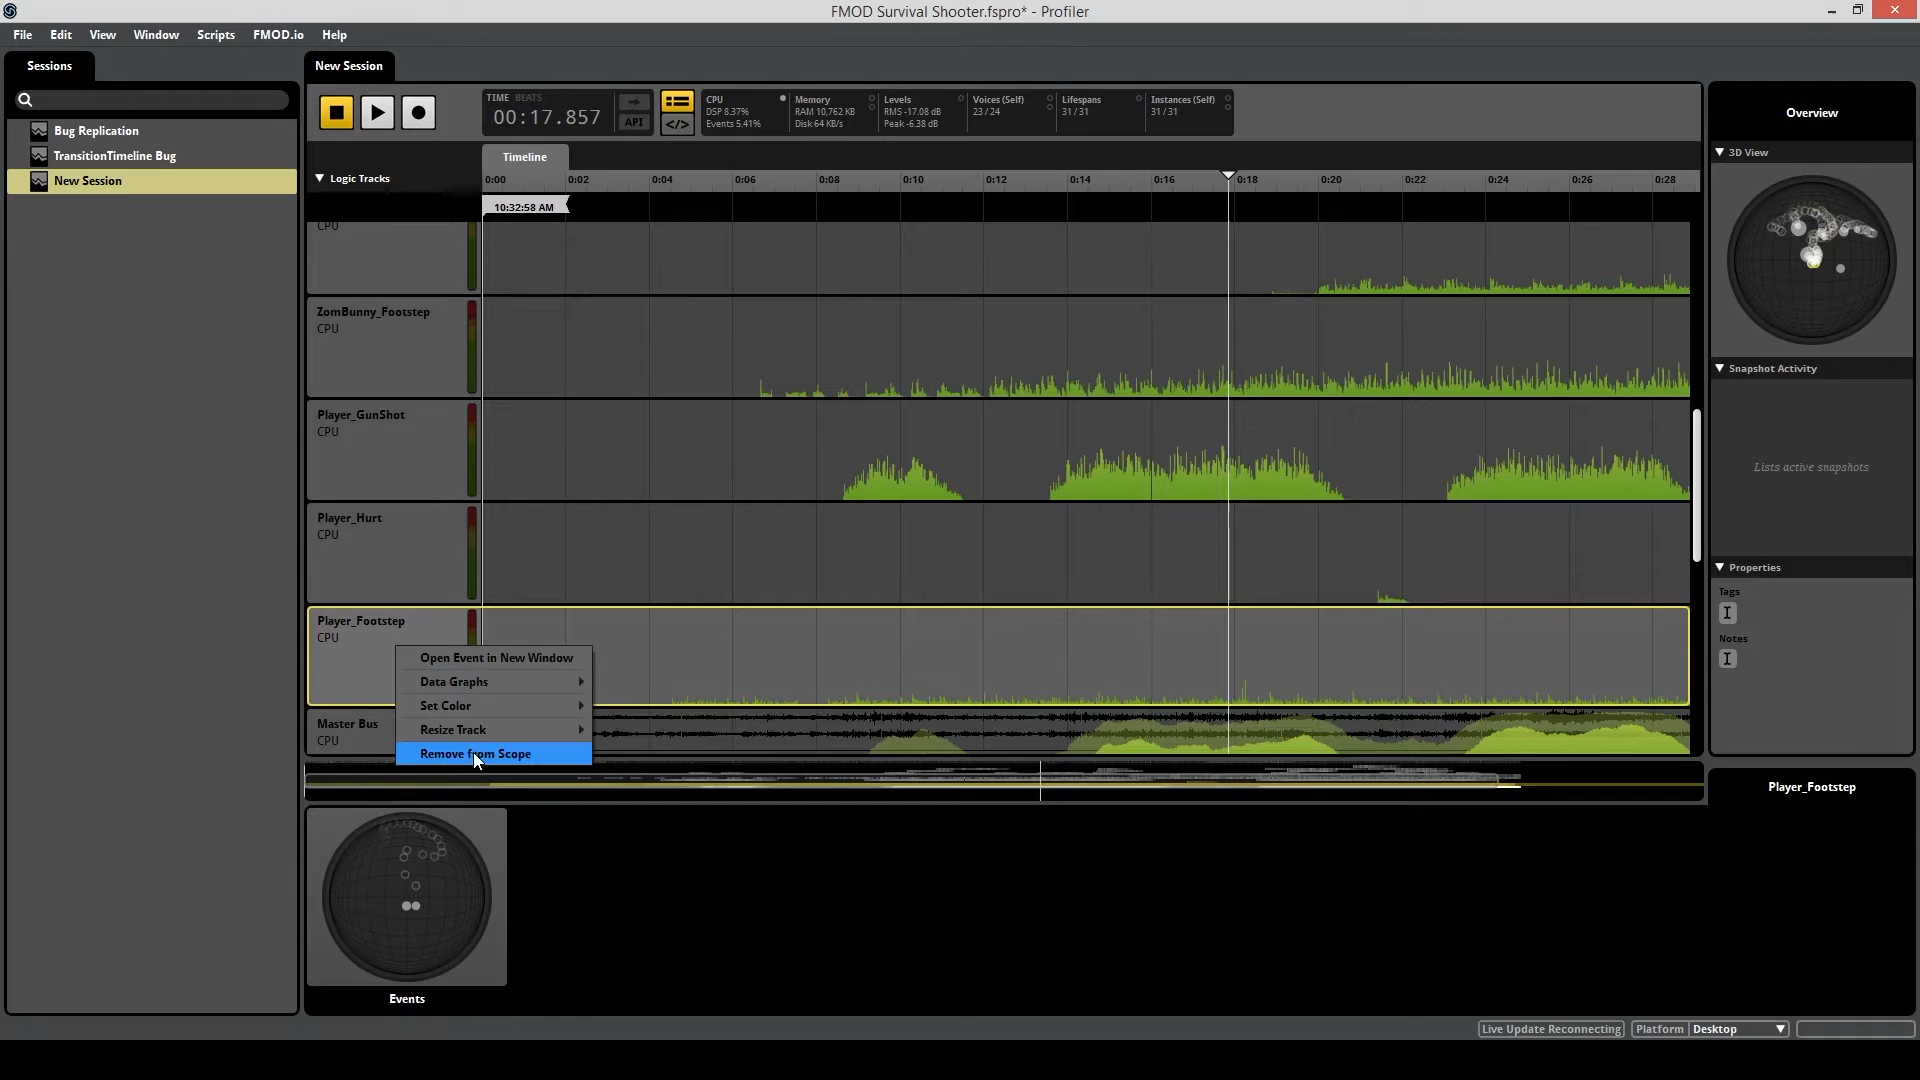 FMOD Survival Shooter.fspro* - Profiler
File Edit View Window Scripts FMOD.io Help
Sessions
Bug Replication
TransitionTimeline Bug
New Session
New Session
TIME BEATS
00:17.857
API
</>
CPU
DSP 8.37%
Events 5.41%
Memory
RAM 10,762 KB
Disk 64 KB/s
Levels
RMS -17.08 dB
Peak -6.38 dB
Voices (Self)
23 / 24
Lifespans
31 / 31
Instances (Self)
31 / 31
Timeline
Logic Tracks
0:00 0:02 0:04 0:06 0:08 0:10 0:12 0:14 0:16 0:18 0:20 0:22 0:24 0:26 0:28
10:32:58 AM
CPU
ZomBunny_Footstep
CPU
Player_GunShot
CPU
Player_Hurt
CPU
Player_Footstep
CPU
Open Event in New Window
Data Graphs
Set Color
Resize Track
Remove from Scope
Master Bus
CPU
Events
Overview
3D View
Snapshot Activity
Lists active snapshots
Properties
Tags
Notes
Player_Footstep
Live Update Reconnecting
Platform Desktop